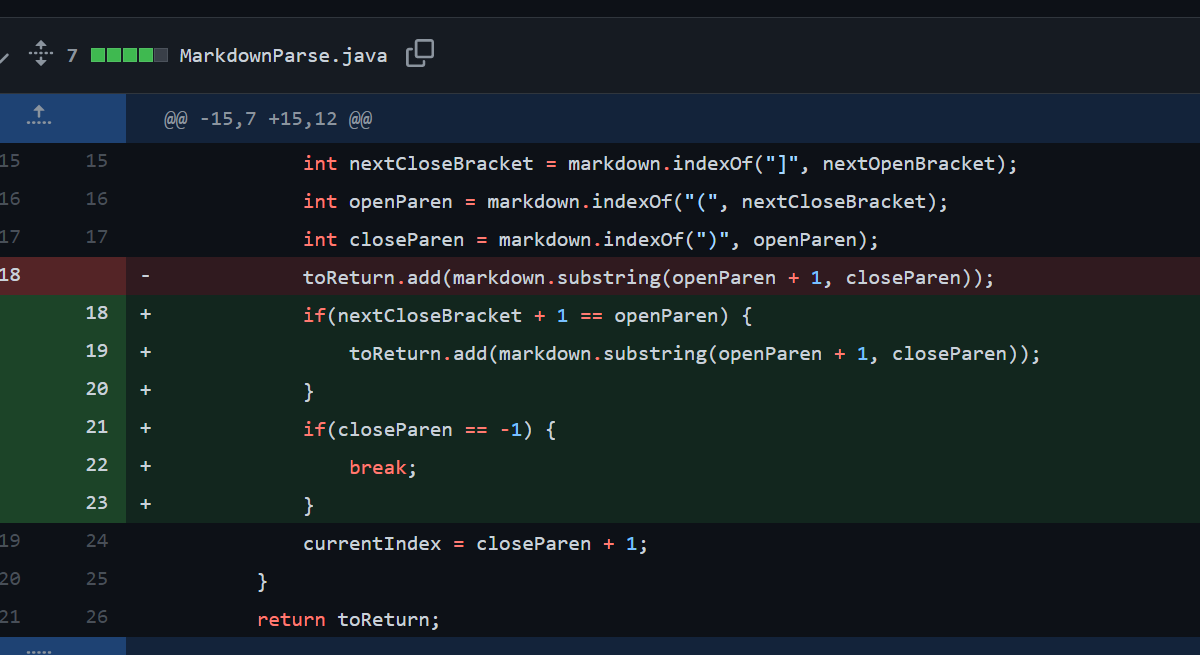 7 MarkdownParse.java
@@ -15,7 +15,12 @@
15 15 int nextCloseBracket = markdown.indexOf("]", nextOpenBracket);
16 16 int openParen = markdown.indexOf("(", nextCloseBracket);
17 17 int closeParen = markdown.indexOf(")", openParen);
18 - toReturn.add(markdown.substring(openParen + 1, closeParen));
18 + if(nextCloseBracket + 1 == openParen) {
19 + toReturn.add(markdown.substring(openParen + 1, closeParen));
20 + }
21 + if(closeParen == -1) {
22 + break;
23 + }
19 24 currentIndex = closeParen + 1;
20 25 }
21 26 return toReturn;